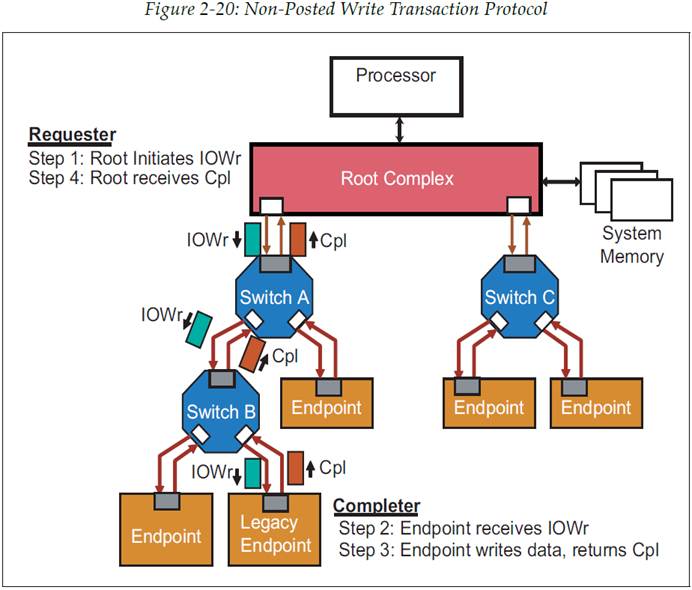 Figure 2-20: Non-Posted Write Transaction Protocol
Processor
Requester
Step 1: Root Initiates IOWr
Step 4: Root receives Cpl
Root Complex
System
Memory
IOWr
Cpl
Switch A
Switch C
IOWr
Cpl
Endpoint
Endpoint
Endpoint
Switch B
IOWr
Cpl
Endpoint
Legacy
Endpoint
Completer
Step 2: Endpoint receives IOWr
Step 3: Endpoint writes data, returns Cpl